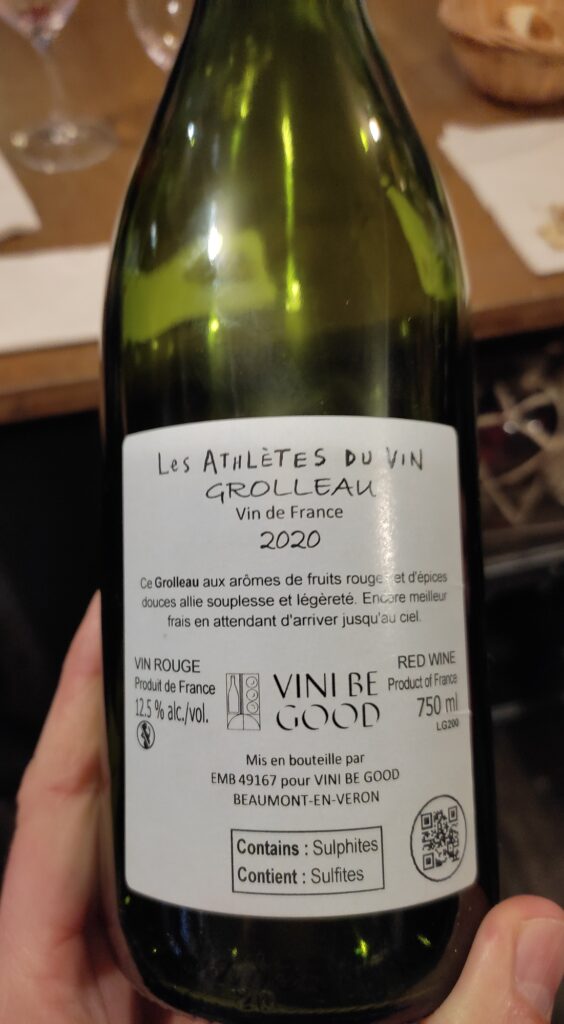 Les ATHLÈTES DU VIN
GROLLEAU
Vin de France
2020
Ce Grolleau aux arômes de fruits rouge et d'épices
douces allie souplesse et légèreté. Encore meilleur
frais en attendant d'arriver jusqu'au ciel.
VIN ROUGE
Produit de France
12.5 % alc./vol.
VINI BE
GOOD
RED WINE
Product of France
750 ml
LG200
Mis en bouteille par
EMB 49167 pour VINI BE GOOD
BEAUMONT-EN-VERON
Contains : Sulphites
Contient : Sulfites